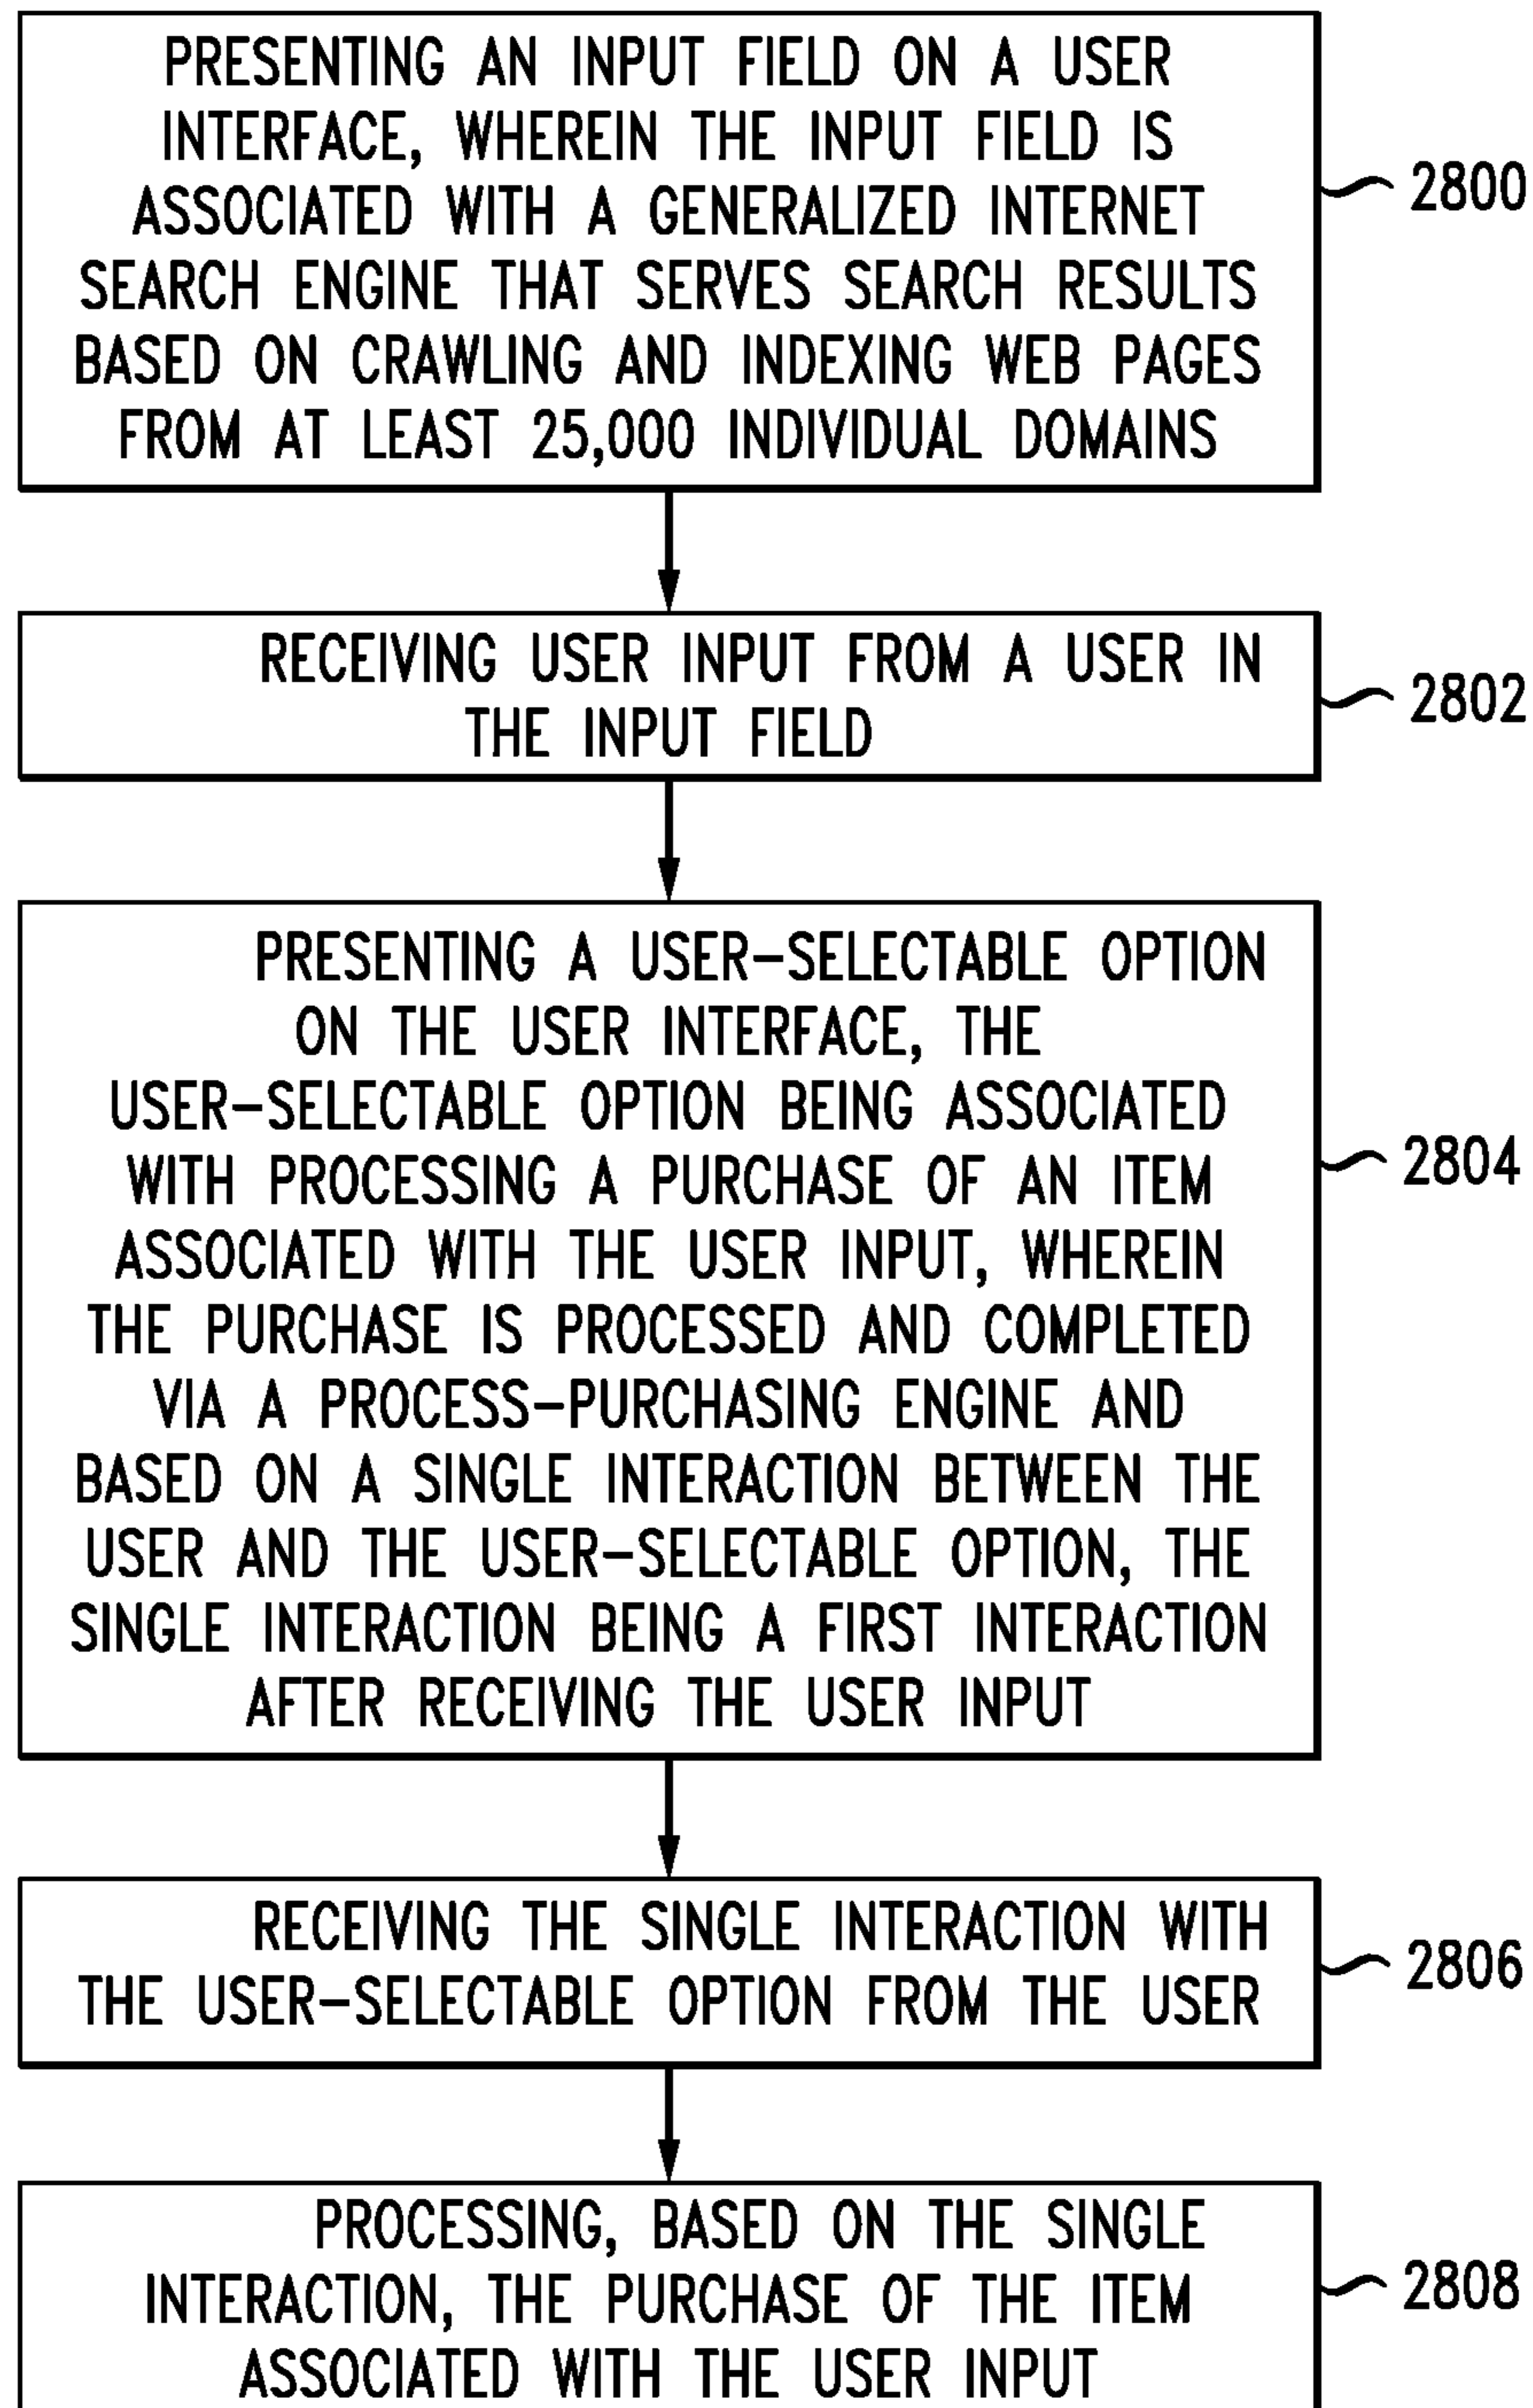 PRESENTING AN INPUT FIELD ON A USER
INTERFACE, WHEREIN THE INPUT FIELD IS
ASSOCIATED WITH A GENERALIZED INTERNET
SEARCH ENGINE THAT SERVES SEARCH RESULTS
BASED ON CRAWLING AND INDEXING WEB PAGES
FROM AT LEAST 25,000 INDIVIDUAL DOMAINS
2800
RECEIVING USER INPUT FROM A USER IN
THE INPUT FIELD
2802
PRESENTING A USER-SELECTABLE OPTION
ON THE USER INTERFACE, THE
USER-SELECTABLE OPTION BEING ASSOCIATED
WITH PROCESSING A PURCHASE OF AN ITEM
ASSOCIATED WITH THE USER INPUT, WHEREIN
THE PURCHASE IS PROCESSED AND COMPLETED
VIA A PROCESS-PURCHASING ENGINE AND
BASED ON A SINGLE INTERACTION BETWEEN THE
USER AND THE USER-SELECTABLE OPTION, THE
SINGLE INTERACTION BEING A FIRST INTERACTION
AFTER RECEIVING THE USER INPUT
2804
RECEIVING THE SINGLE INTERACTION WITH
THE USER-SELECTABLE OPTION FROM THE USER
2806
PROCESSING, BASED ON THE SINGLE
INTERACTION, THE PURCHASE OF THE ITEM
ASSOCIATED WITH THE USER INPUT
2808